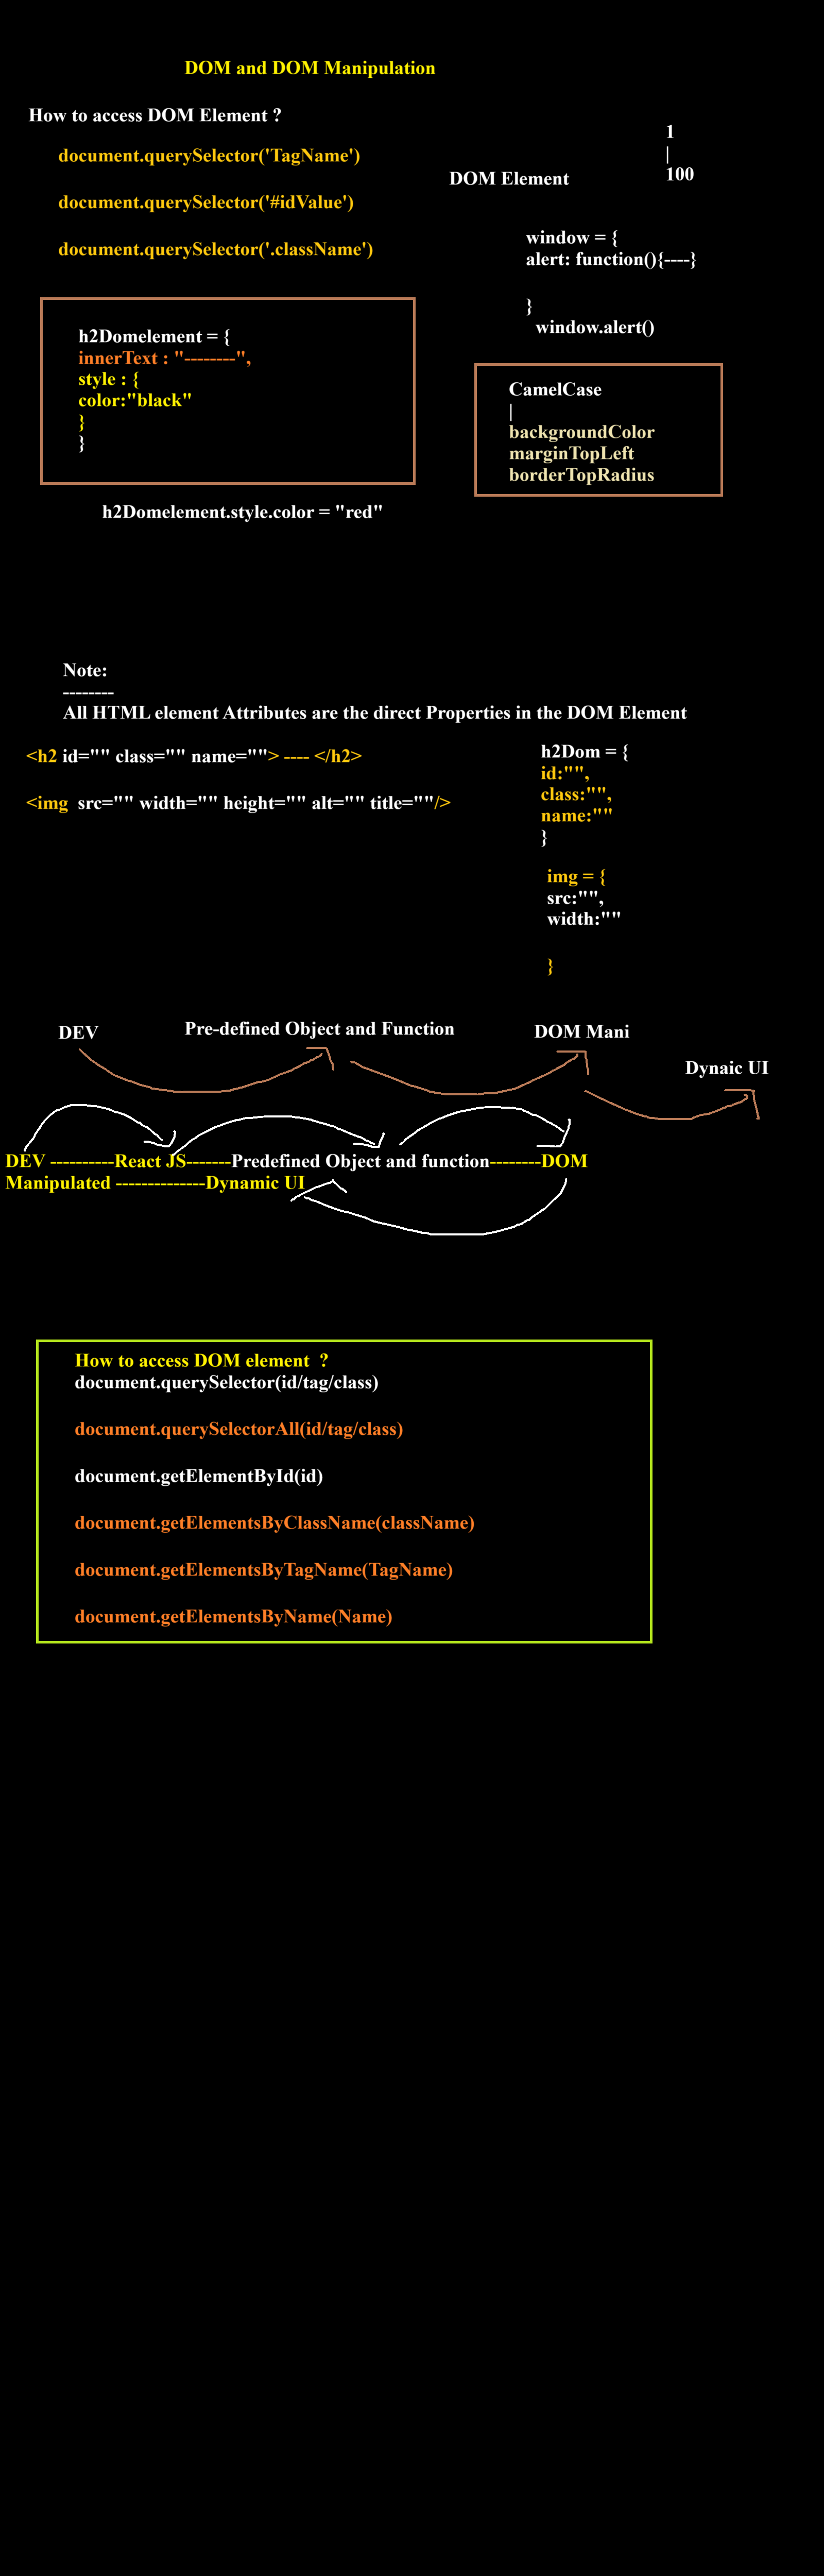 DOM and DOM Manipulation
How to access DOM Element ?
document.querySelector('TagName')
document.querySelector('#idValue')
document.querySelector('.className')
1
|
100
DOM Element
window = {
alert: function(){----}
}
window.alert()
h2Domelement = {
innerText : "--------",
style : {
color:"black"
}
}
h2Domelement.style.color = "red"
CamelCase
|
backgroundColor
marginTopLeft
borderTopRadius
Note:
--------
All HTML element Attributes are the direct Properties in the DOM Element
<h2 id="" class="" name=""> ---- </h2>
<img  src="" width="" height="" alt="" title=""/>
h2Dom = {
id:"",
class:"",
name:""
}
img = {
src:"",
width:""
}
DEV
Pre-defined Object and Function
DOM Mani
Dynaic UI
DEV ----------React JS-------Predefined Object and function--------DOM
Manipulated --------------Dynamic UI
How to access DOM element  ?
document.querySelector(id/tag/class)
document.querySelectorAll(id/tag/class)
document.getElementById(id)
document.getElementsByClassName(className)
document.getElementsByTagName(TagName)
document.getElementsByName(Name)